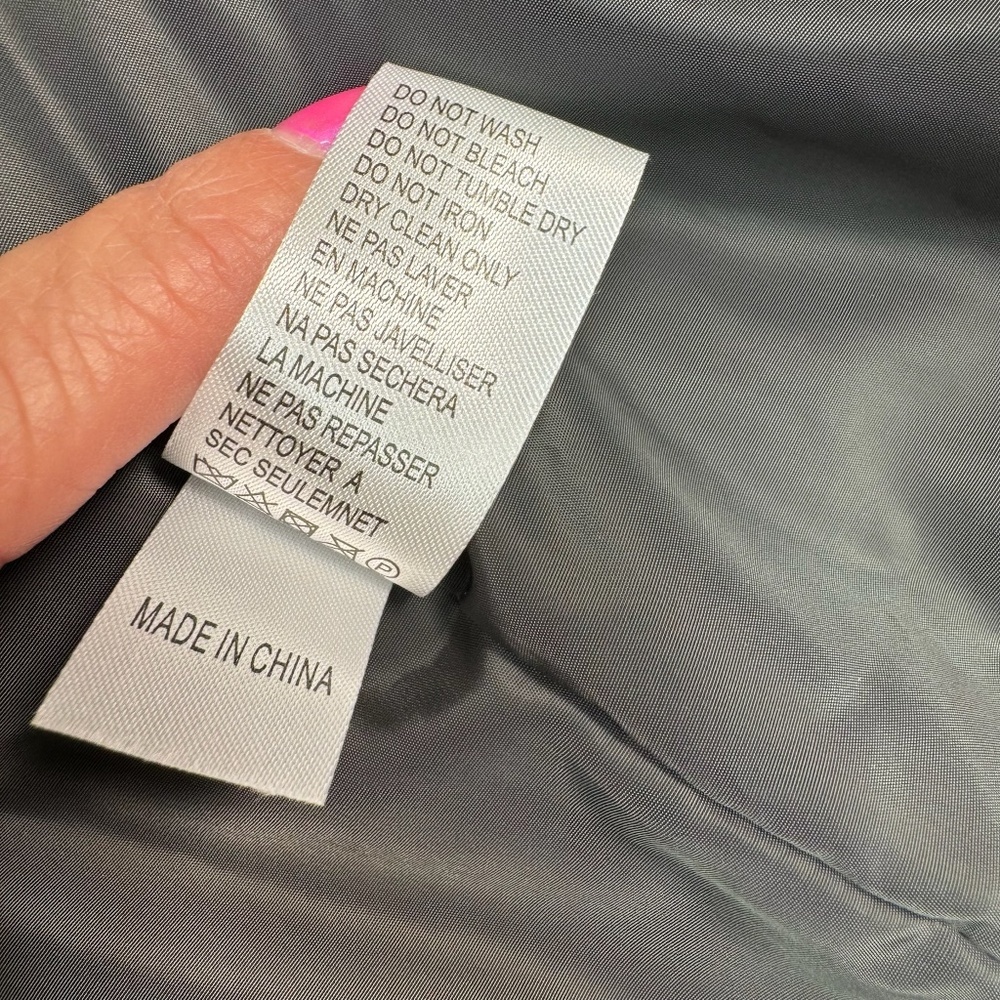 DO NOT WASH
DO NOT BLEACH
DO NOT TUMBLE DRY
DO NOT IRON
DRY CLEAN ONLY
NE PAS LAVER
EN MACHINE
NE PAS JAVELLISER
NA PAS SECHERA
LA MACHINE
NE PAS REPASSER
NETTOYER A
SEC SEULEMNET
P
MADE IN CHINA